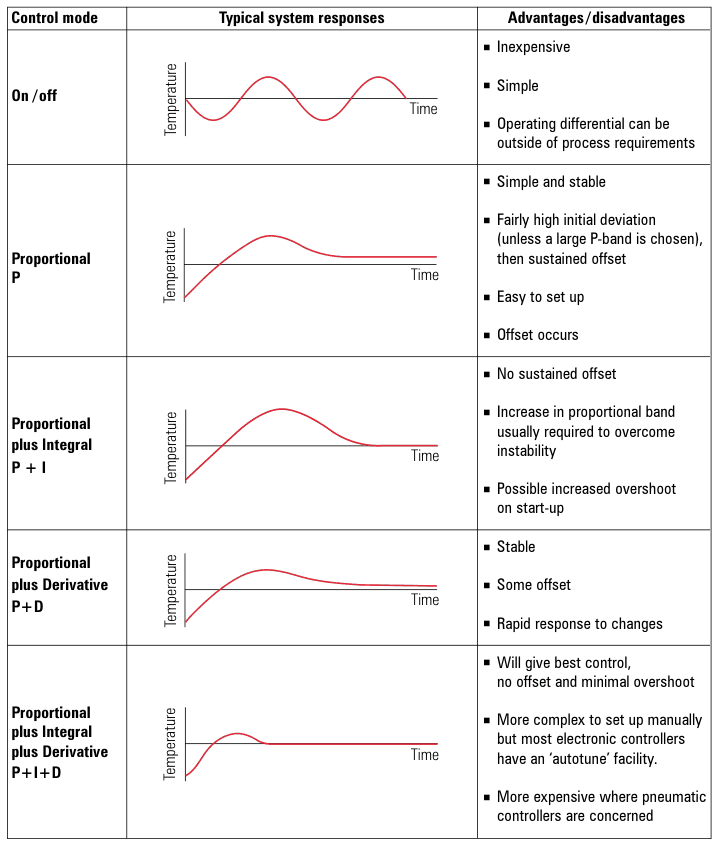 Control mode
Typical system responses
Advantages/disadvantages
On /off
Temperature
Time
■ Inexpensive
■ Simple
■ Operating differential can be
outside of process requirements
Proportional
P
Temperature
Time
■ Simple and stable
■ Fairly high initial deviation
(unless a large P-band is chosen),
then sustained offset
■ Easy to set up
■ Offset occurs
Proportional
plus Integral
P + I
Temperature
Time
■ No sustained offset
■ Increase in proportional band
usually required to overcome
instability
■ Possible increased overshoot
on start-up
Proportional
plus Derivative
P+D
Temperature
Time
■ Stable
■ Some offset
■ Rapid response to changes
Proportional
plus Integral
plus Derivative
P+I+D
Temperature
Time
■ Will give best control,
no offset and minimal overshoot
■ More complex to set up manually
but most electronic controllers
have an ‘autotune’ facility.
■ More expensive where pneumatic
controllers are concerned